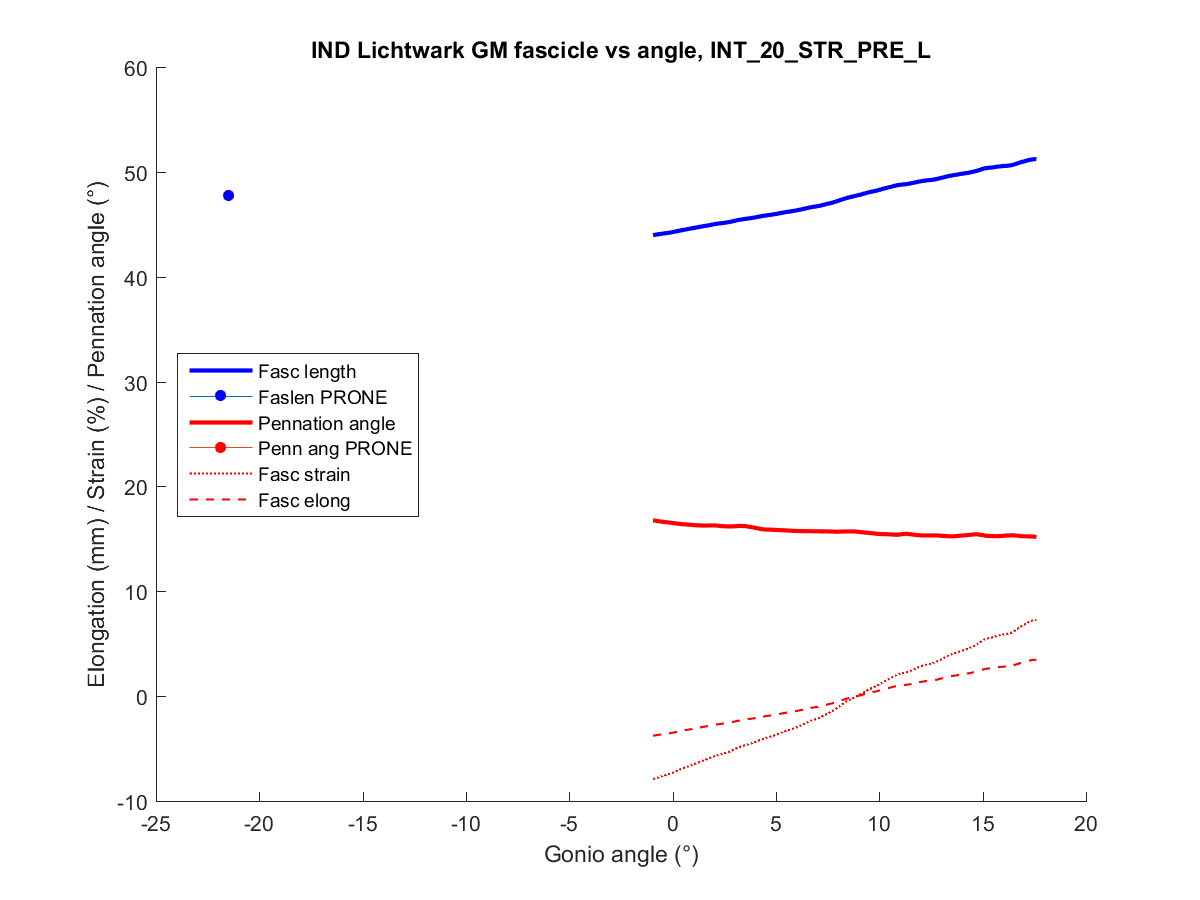 IND Lichtwark GM fascicle vs angle, INT_20_STR_PRE_L
60
50
40
30
20
10
0
-10
Elongation (mm) / Strain (%) / Pennation angle (°)
Fasc length
Faslen PRONE
Pennation angle
Penn ang PRONE
Fasc strain
Fasc elong
-25 -20 -15 -10 -5 0 5 10 15 20
Gonio angle (°)